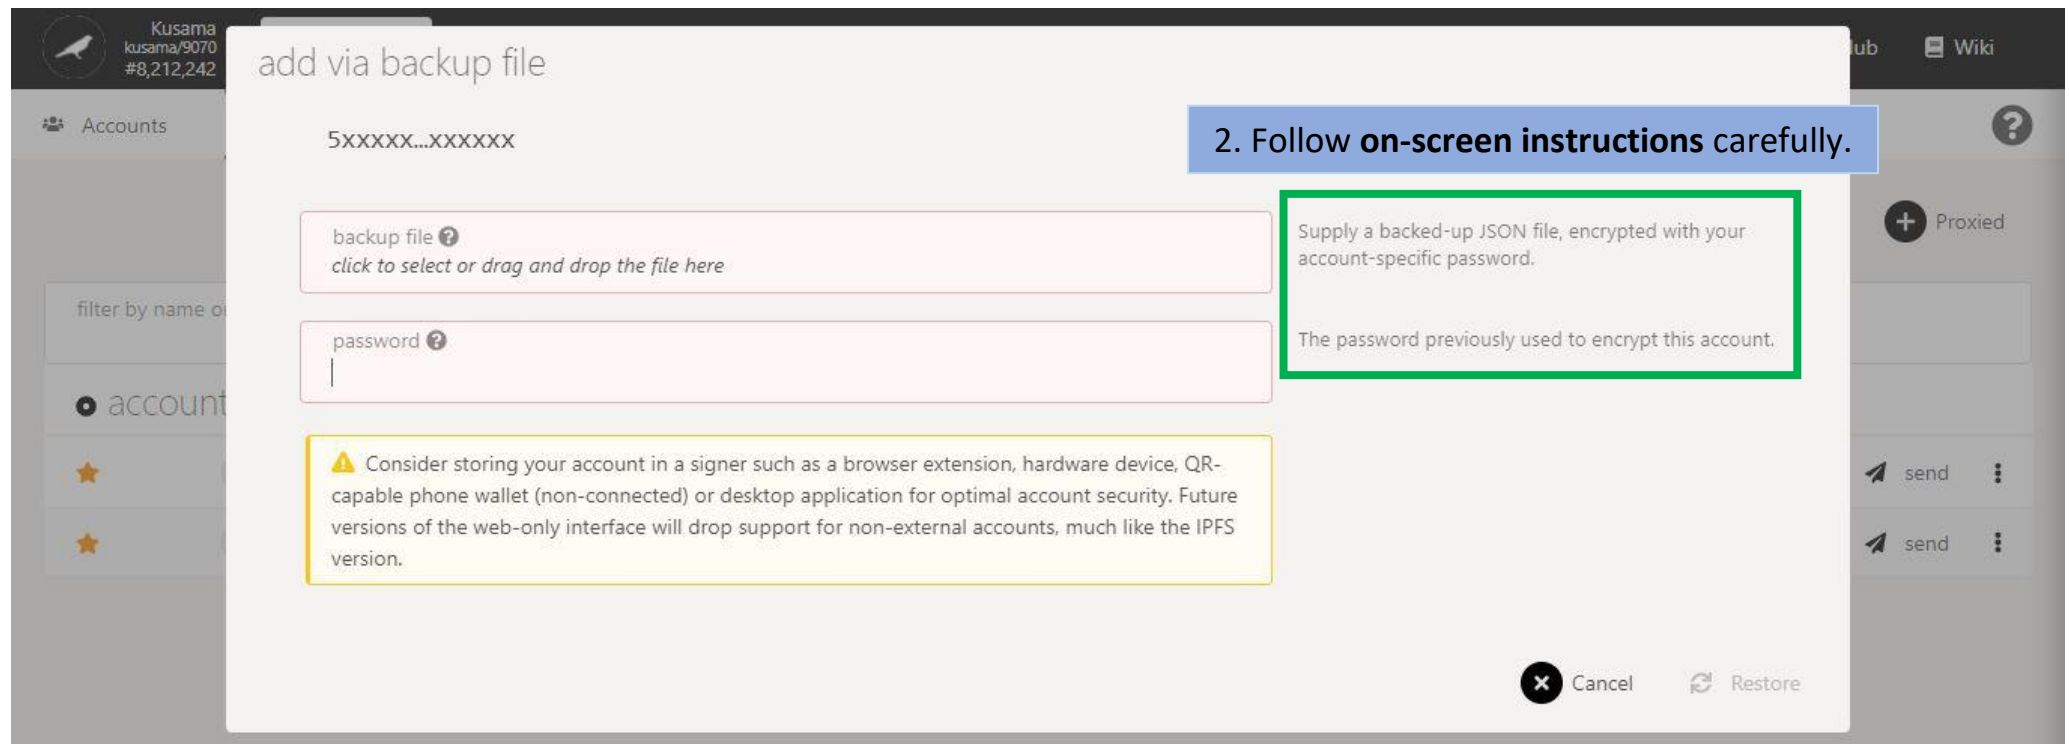 Kusama
kusama/9070
#8,212,242
Wiki
Accounts
add via backup file
5xxxxx...xxxxxx
2. Follow on-screen instructions carefully.
backup file
click to select or drag and drop the file here
Supply a backed-up JSON file, encrypted with your
account-specific password.
Proxied
filter by name o
password
The password previously used to encrypt this account.
account
Consider storing your account in a signer such as a browser extension, hardware device, QR-
capable phone wallet (non-connected) or desktop application for optimal account security. Future
versions of the web-only interface will drop support for non-external accounts, much like the IPFS
version.
send
send
Cancel
Restore